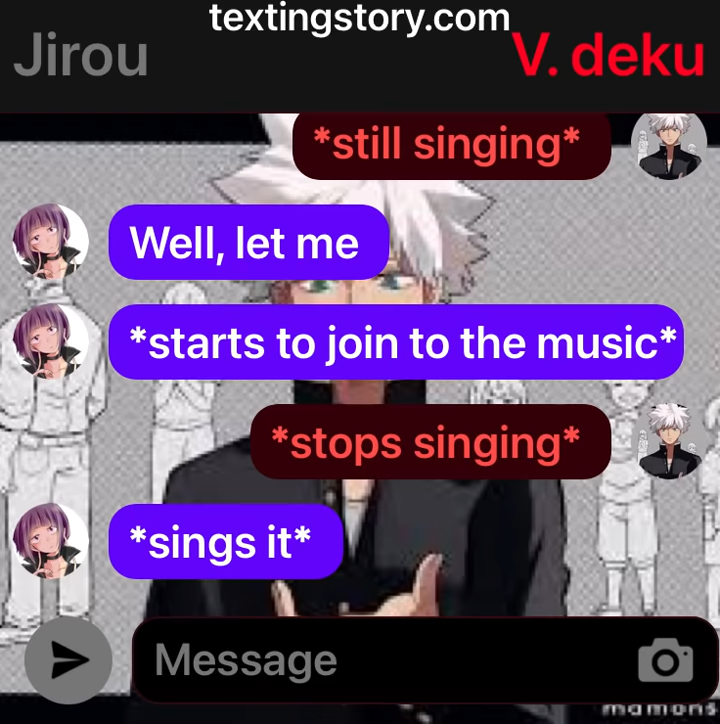 textingstory.com
Jirou
V. deku
*still singing*
Well, let me
*starts to join to the music*
*stops singing*
*sings it*
Message
mamons